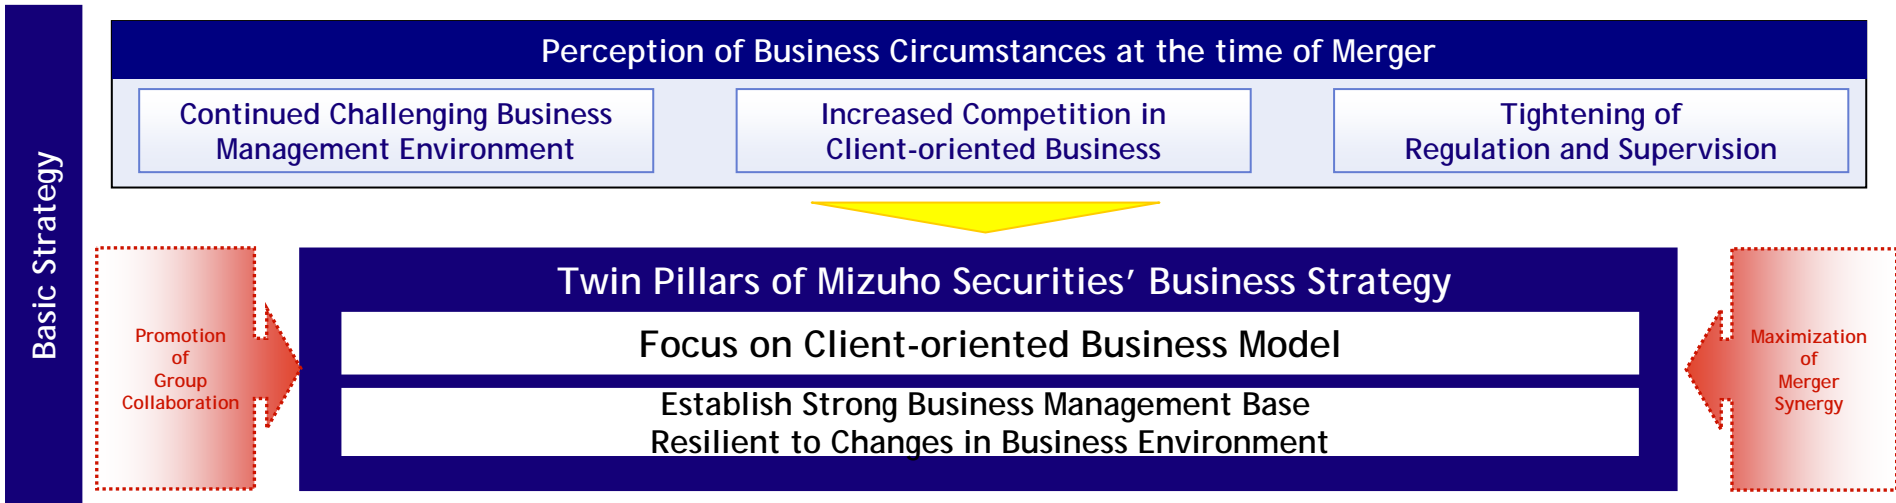 Basic Strategy
Perception of Business Circumstances at the time of Merger
Continued Challenging Business
Management Environment
Increased Competition in
Client-oriented Business
Tightening of
Regulation and Supervision
Promotion
of
Group
Collaboration
Twin Pillars of Mizuho Securities’ Business Strategy
Focus on Client-oriented Business Model
Establish Strong Business Management Base
Resilient to Changes in Business Environment
Maximization
of
Merger
Synergy